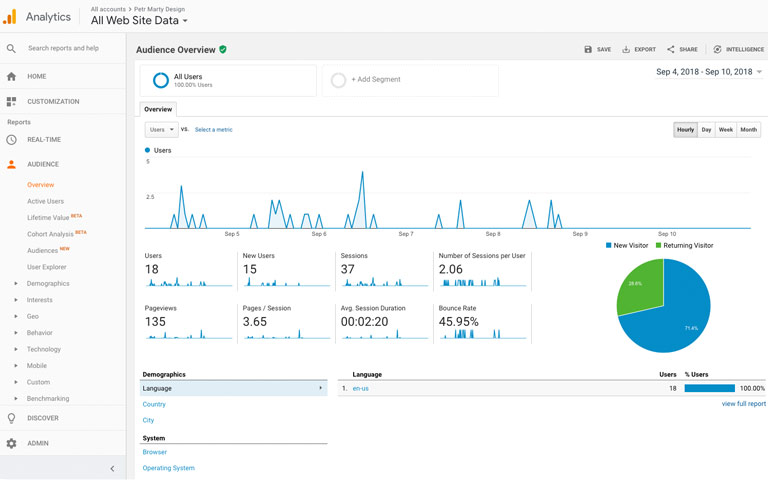 Analytics
All accounts > Petr Marty Design
All Web Site Data
Search reports and help
HOME
CUSTOMIZATION
Reports
REAL-TIME
AUDIENCE
Overview
Active Users
Lifetime Value BETA
Cohort Analysis BETA
Audiences NEW
User Explorer
Demographics
Interests
Geo
Behavior
Technology
Mobile
Custom
Benchmarking
DISCOVER
ADMIN
Audience Overview
SAVE
EXPORT
SHARE
INTELLIGENCE
All Users
100.00% Users
+ Add Segment
Sep 4, 2018 - Sep 10, 2018
Overview
Users VS. Select a metric
Hourly Day Week Month
Users
5
2.5
Sep 5 Sep 6 Sep 7 Sep 8 Sep 9 Sep 10
Users
18
New Users
15
Sessions
37
Number of Sessions per User
2.06
Pageviews
135
Pages / Session
3.65
Avg. Session Duration
00:02:20
Bounce Rate
45.95%
New Visitor Returning Visitor
28.6%
71.4%
Demographics
Language
Country
City
System
Browser
Operating System
Language Users % Users
1. en-us 18 100.00%
view full report